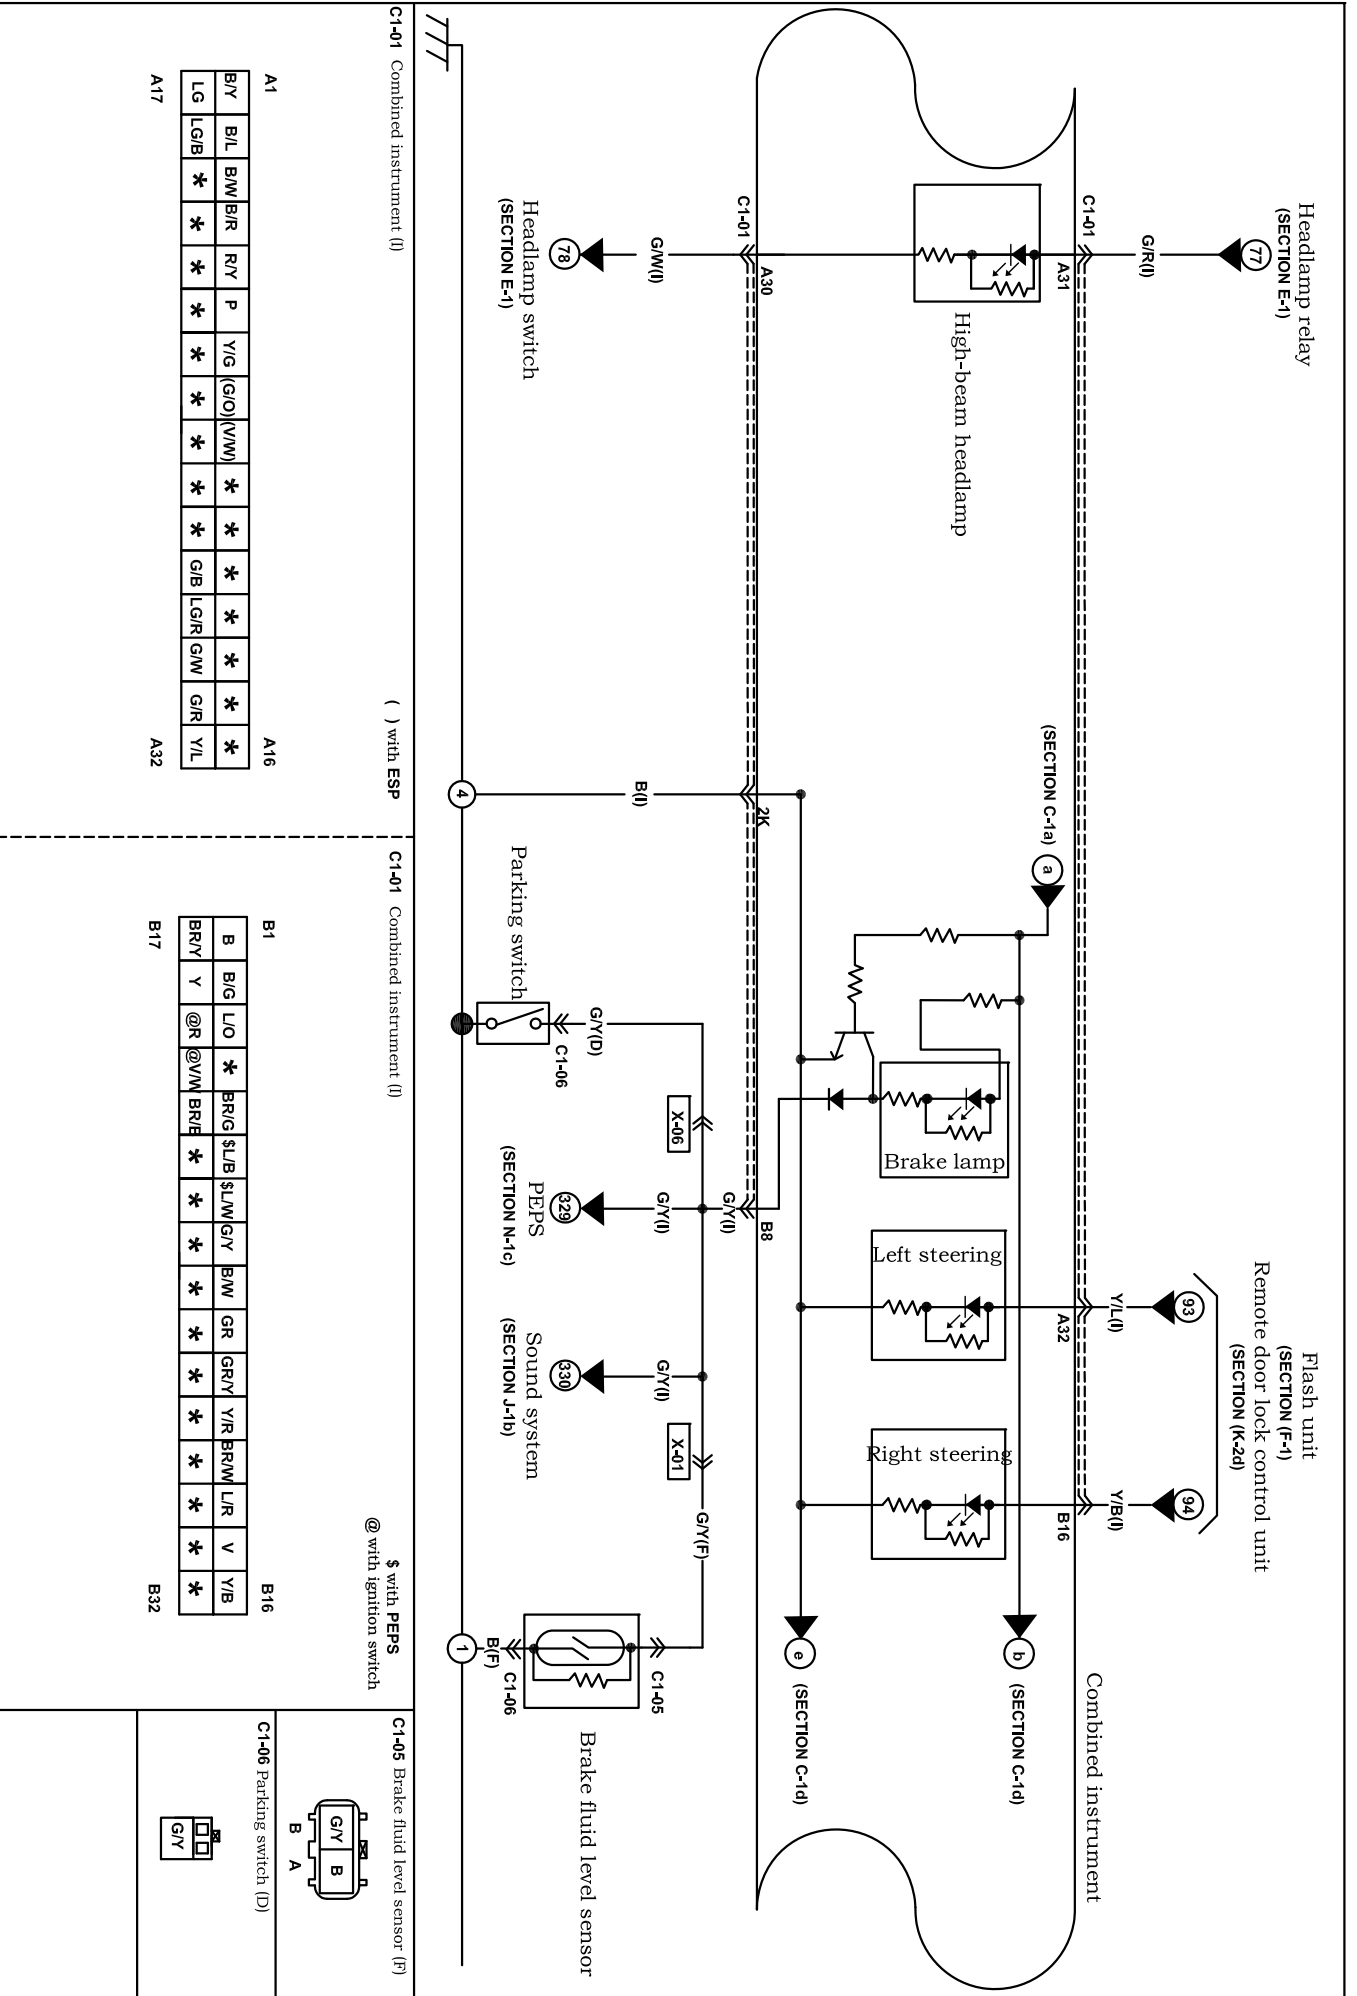 Headlamp relay
(SECTION E-1)
77
G/R(I)
C1-01
A31
High-beam headlamp
C1-01
A30
G/W(I)
78
Headlamp switch
(SECTION E-1)
Flash unit
(SECTION (F-1)
Remote door lock control unit
(SECTION (K-2d)
93
94
Y/L(I)
Y/B(I)
A32
B16
Combined instrument
(SECTION C-1a)
a
b
(SECTION C-1d)
e
(SECTION C-1d)
Brake lamp
Left steering
Right steering
2K
B(I)
B8
G/Y(I)
G/Y(D)
X-06
G/Y(I)
G/Y(I)
X-01
G/Y(F)
Parking switch
C1-06
329
PEPS
(SECTION N-1c)
330
Sound system
(SECTION J-1b)
C1-05
C1-06
Brake fluid level sensor
B(F)
4
1
C1-01 Combined instrument (I)
( ) with ESP
A1
A16
B/Y B/L B/W B/R R/Y P Y/G (G/O) (V/W) * * * * * * *
LG LG/B * * * * * * * * * G/B LG/R G/W G/R Y/L
A17
A32
C1-01 Combined instrument (I)
$ with PEPS
@ with ignition switch
B1
B16
B B/G L/O * BR/G $L/B $L/W G/Y B/W GR GR/Y Y/R BR/W L/R V Y/B
BR/Y Y @R @V/W BR/B * * * * * * * * * * *
B17
B32
C1-05 Brake fluid level sensor (F)
G/Y B
B A
C1-06 Parking switch (D)
G/Y